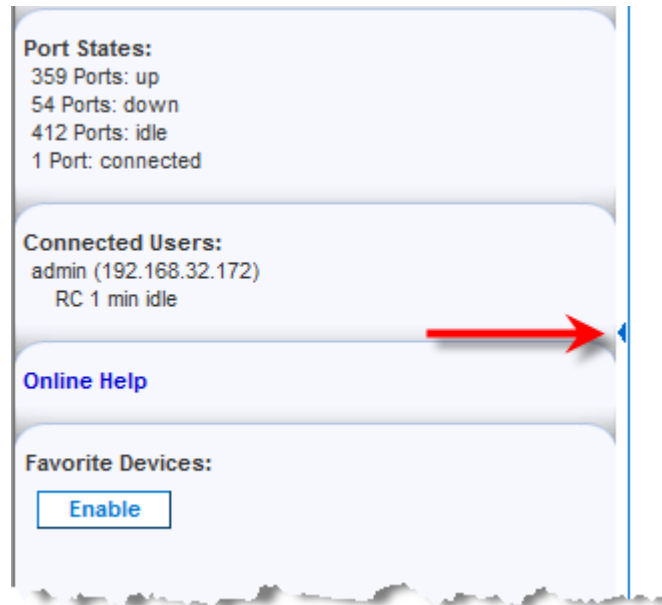 Port States:
359 Ports: up
54 Ports: down
412 Ports: idle
1 Port: connected
Connected Users:
admin (192.168.32.172)
RC 1 min idle
Online Help
Favorite Devices:
Enable